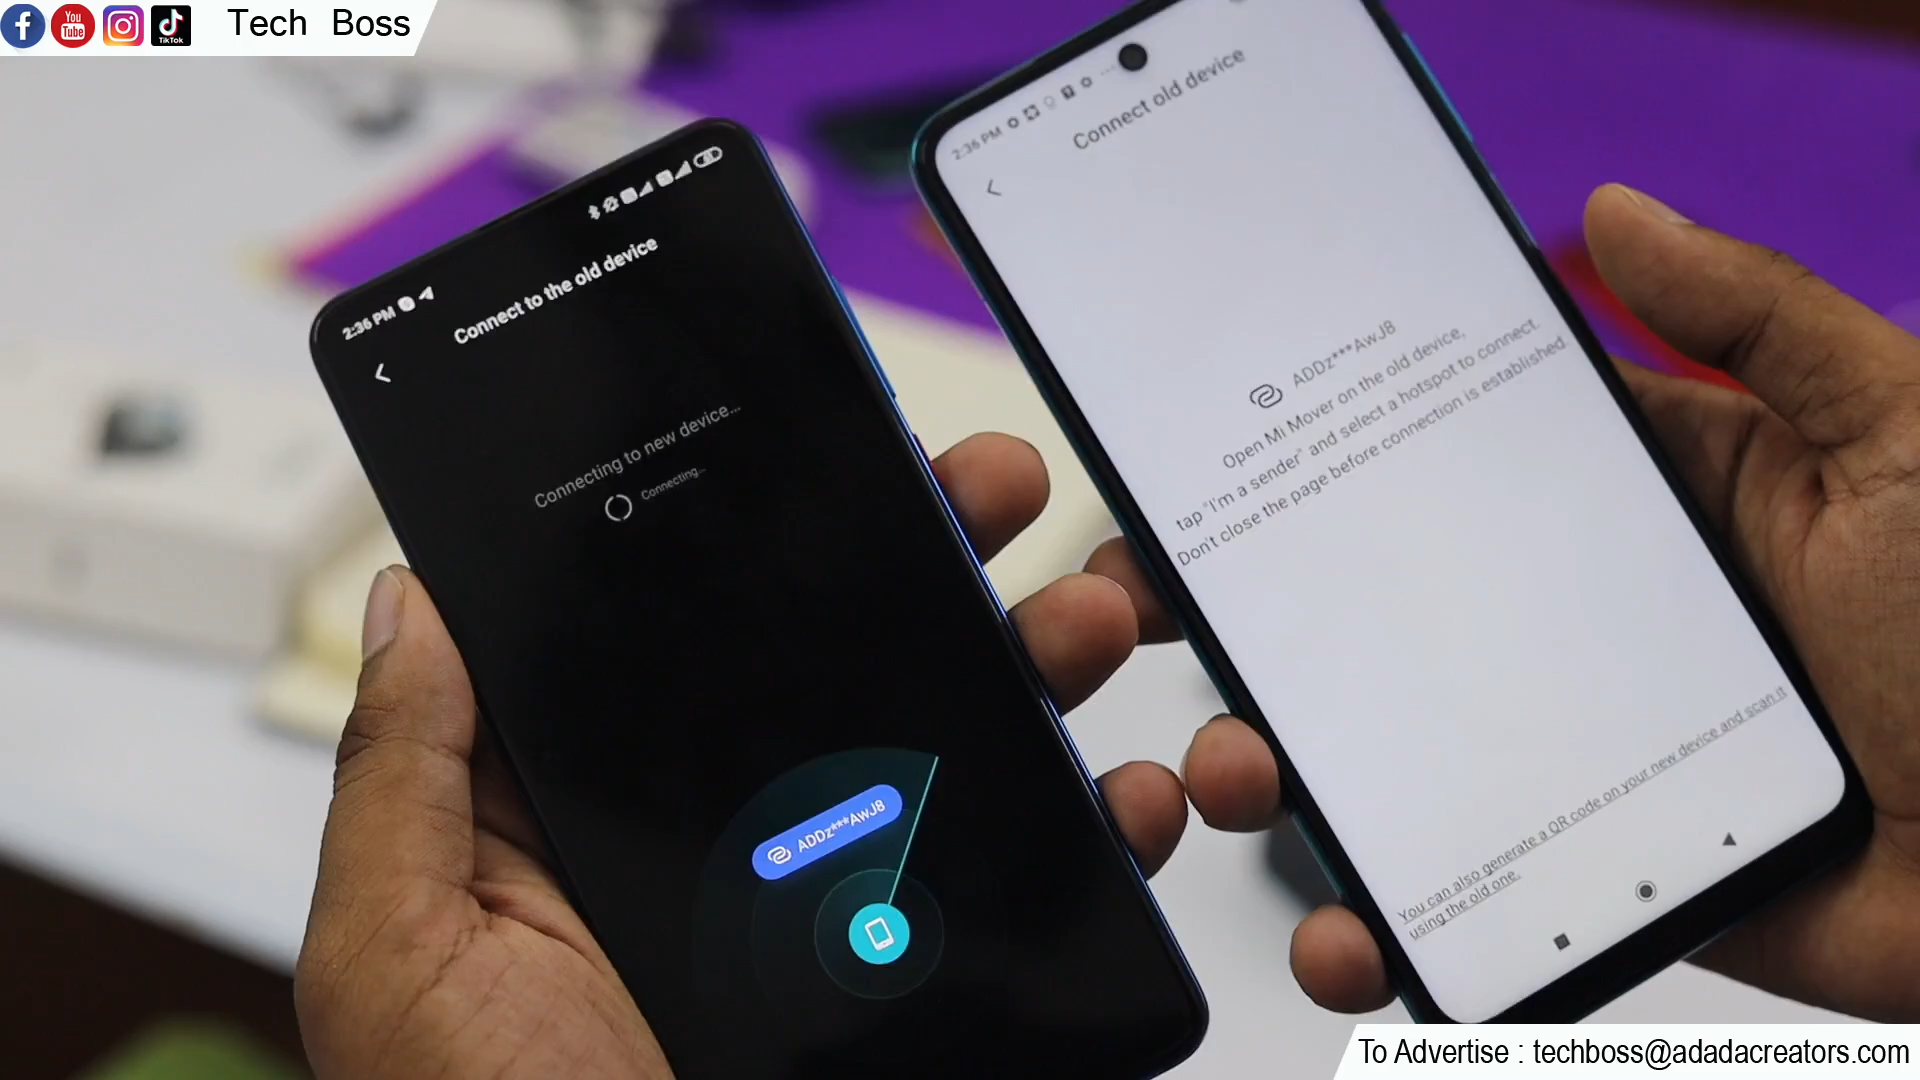 You
Tube
TikTok
Tech Boss
2:36 PM
Connect to the old device
Connecting to new device...
Connecting...
ADDz***AwJ8
2:36 PM
Connect old device
ADDz***AwJ8
Open Mi Mover on the old device,
tap "I'm a sender" and select a hotspot to connect.
Don't close the page before connection is established.
You can also generate a QR code on your new device and scan it
using the old one.
To Advertise : techboss@adadacreators.com